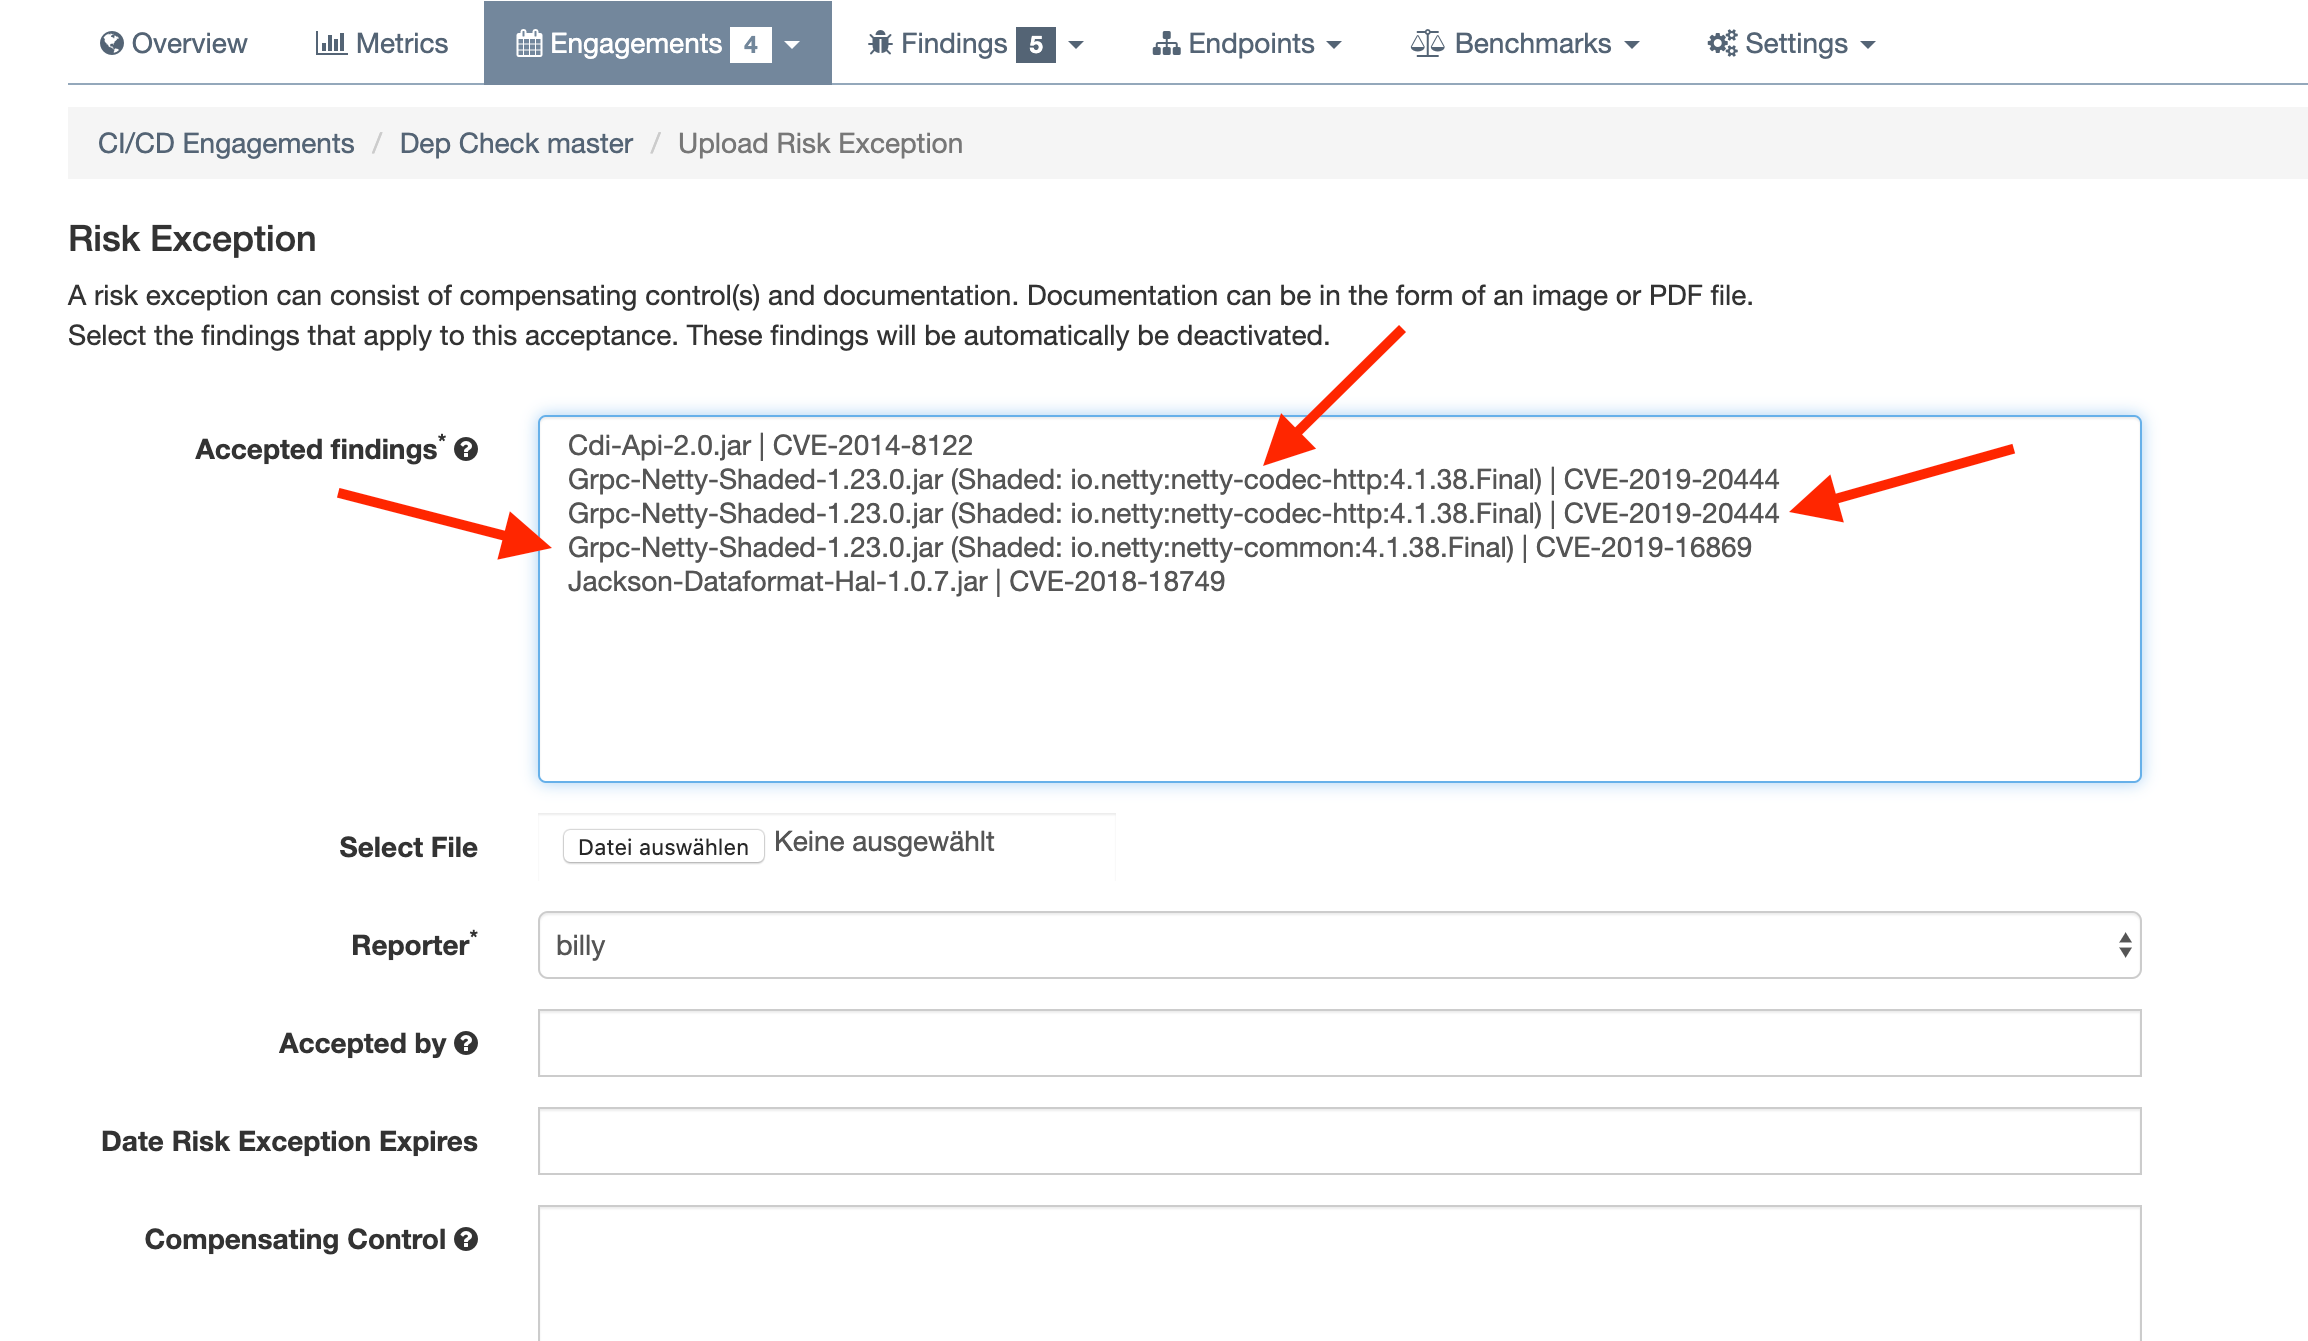 Overview Metrics Engagements 4 Findings 5 Endpoints Benchmarks Settings
CI/CD Engagements / Dep Check master / Upload Risk Exception
Risk Exception
A risk exception can consist of compensating control(s) and documentation. Documentation can be in the form of an image or PDF file.
Select the findings that apply to this acceptance. These findings will be automatically be deactivated.
Accepted findings*
Cdi-Api-2.0.jar | CVE-2014-8122
Grpc-Netty-Shaded-1.23.0.jar (Shaded: io.netty:netty-codec-http:4.1.38.Final) | CVE-2019-20444
Grpc-Netty-Shaded-1.23.0.jar (Shaded: io.netty:netty-codec-http:4.1.38.Final) | CVE-2019-20444
Grpc-Netty-Shaded-1.23.0.jar (Shaded: io.netty:netty-common:4.1.38.Final) | CVE-2019-16869
Jackson-Dataformat-Hal-1.0.7.jar | CVE-2018-18749
Select File Datei auswählen Keine ausgewählt
Reporter* billy
Accepted by
Date Risk Exception Expires
Compensating Control